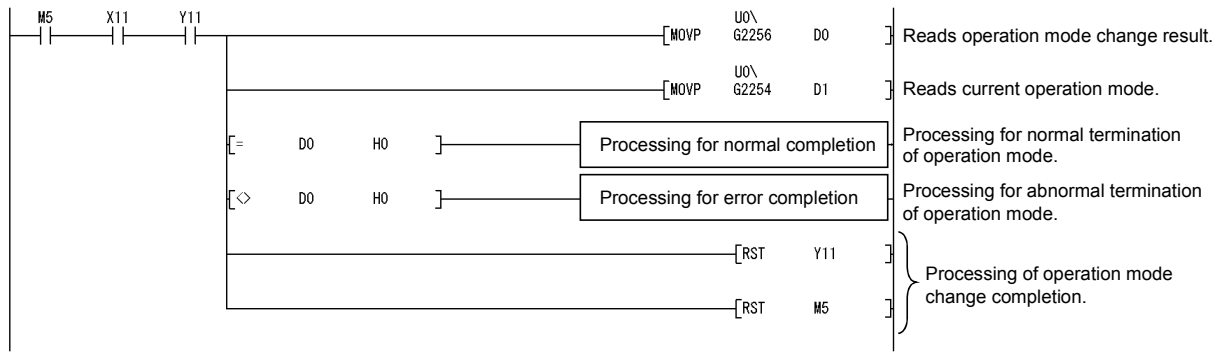 M5 X11 Y11
[MOVP U0\ G2256 D0 ] Reads operation mode change result.
[MOVP U0\ G2254 D1 ] Reads current operation mode.
[= D0 H0 ] Processing for normal completion
Processing for normal termination
of operation mode.
[<> D0 H0 ] Processing for error completion
Processing for abnormal termination
of operation mode.
[RST Y11 ]
[RST M5 ]
Processing of operation mode
change completion.